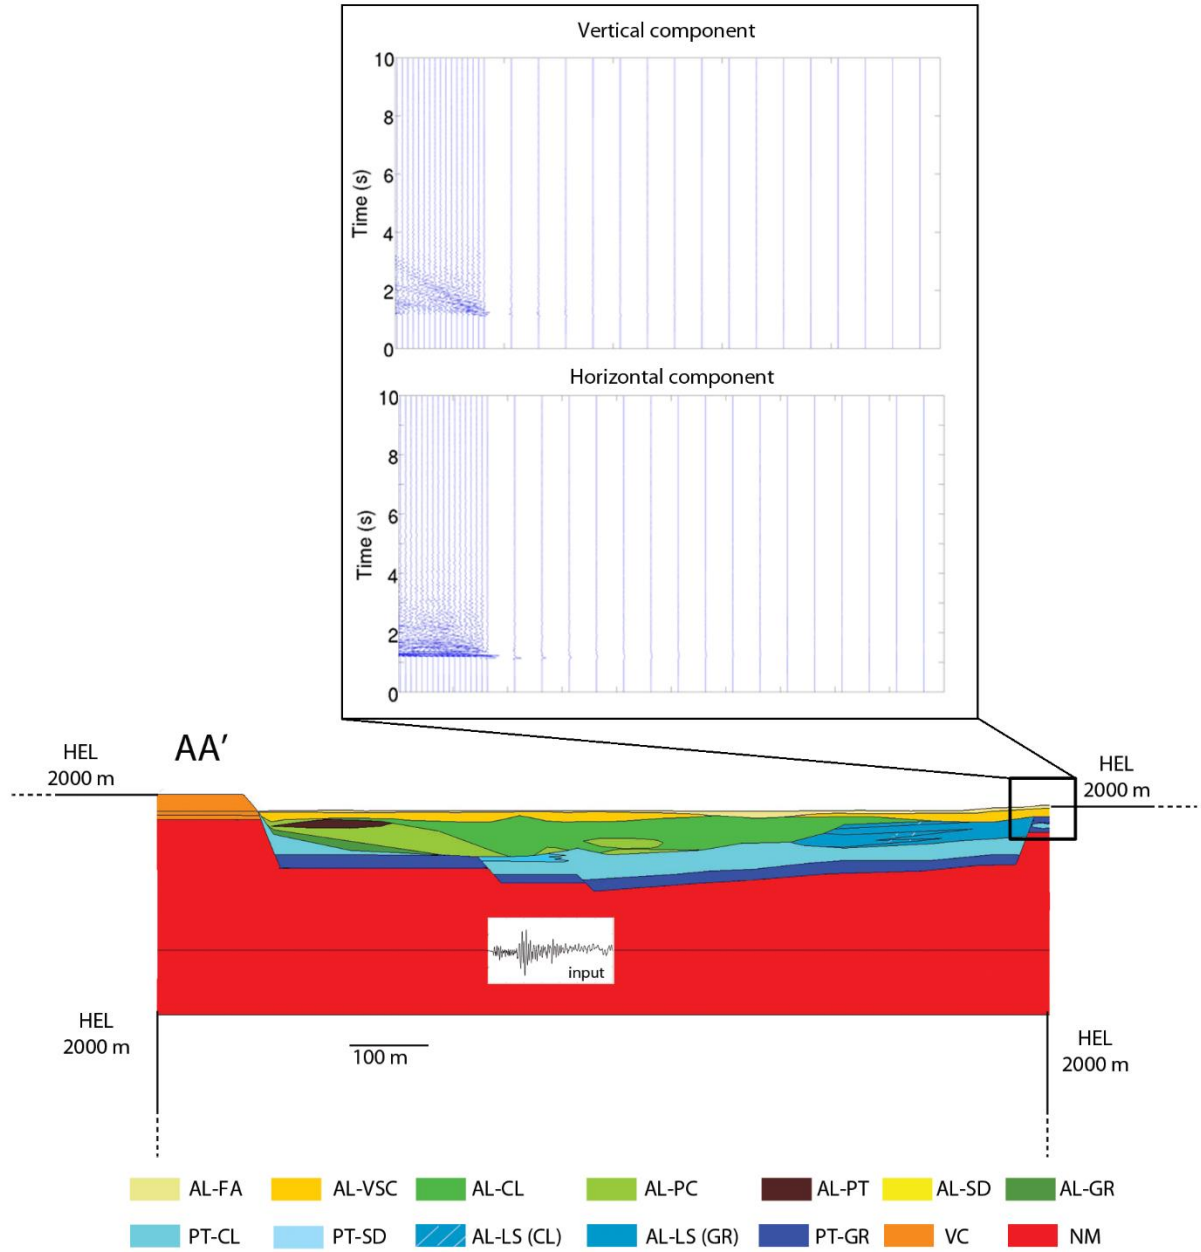 Vertical component
10
8
6
4
2
0
Time (s)
Horizontal component
10
8
6
4
2
0
Time (s)
AA'
HEL
2000 m
HEL
2000 m
input
HEL
2000 m
100 m
HEL
2000 m
AL-FA AL-VSC AL-CL AL-PC AL-PT AL-SD AL-GR
PT-CL PT-SD AL-LS (CL) AL-LS (GR) PT-GR VC NM